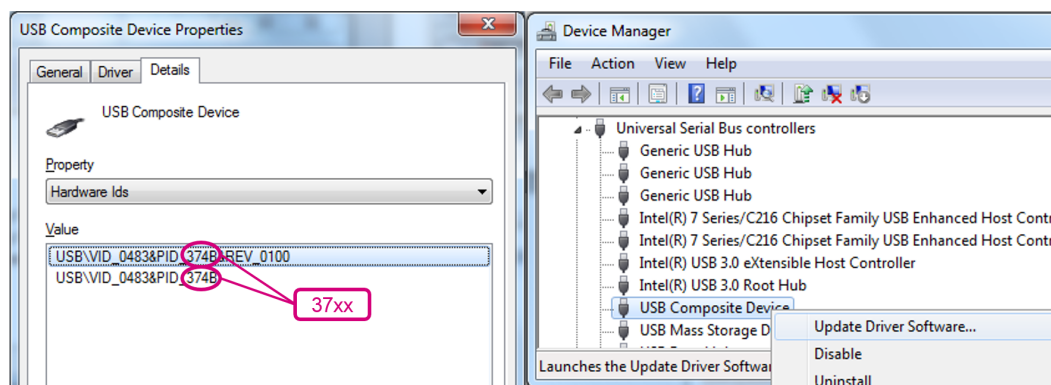 USB Composite Device Properties
General Driver Details
USB Composite Device
Property
Hardware Ids
Value
USB\VID_0483&PID_374B&REV_0100
USB\VID_0483&PID_374B
37xx
Device Manager
File Action View Help
Universal Serial Bus controllers
Generic USB Hub
Generic USB Hub
Generic USB Hub
Intel(R) 7 Series/C216 Chipset Family USB Enhanced Host Contr
Intel(R) 7 Series/C216 Chipset Family USB Enhanced Host Contr
Intel(R) USB 3.0 eXtensible Host Controller
Intel(R) USB 3.0 Root Hub
USB Composite Device
USB Mass Storage D
Update Driver Software...
Disable
Uninstall
Launches the Update Driver Softwar